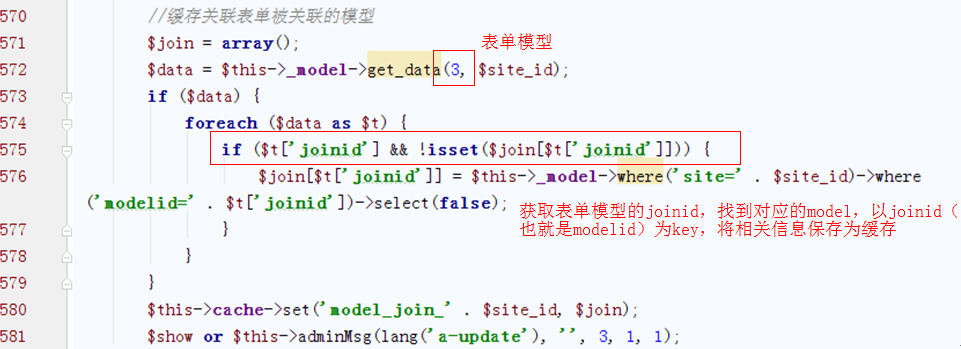 570 //缓存关联表单被关联的模型
571 $join = array();
表单模型
572 $data = $this->_model->get_data(3, $site_id);
573 if ($data) {
574 foreach ($data as $t) {
575 if ($t['joinid'] && !isset($join[$t['joinid']])) {
576 $join[$t['joinid']] = $this->_model->where('site=' . $site_id)->where
('modelid=' . $t['joinid'])->select(false);
获取表单模型的joinid，找到对应的model，以joinid（
也就是modelid）为key，将相关信息保存为缓存
577 }
578 }
579 }
580 $this->cache->set('model_join_' . $site_id, $join);
581 $show or $this->adminMsg(lang('a-update'), '', 3, 1, 1);